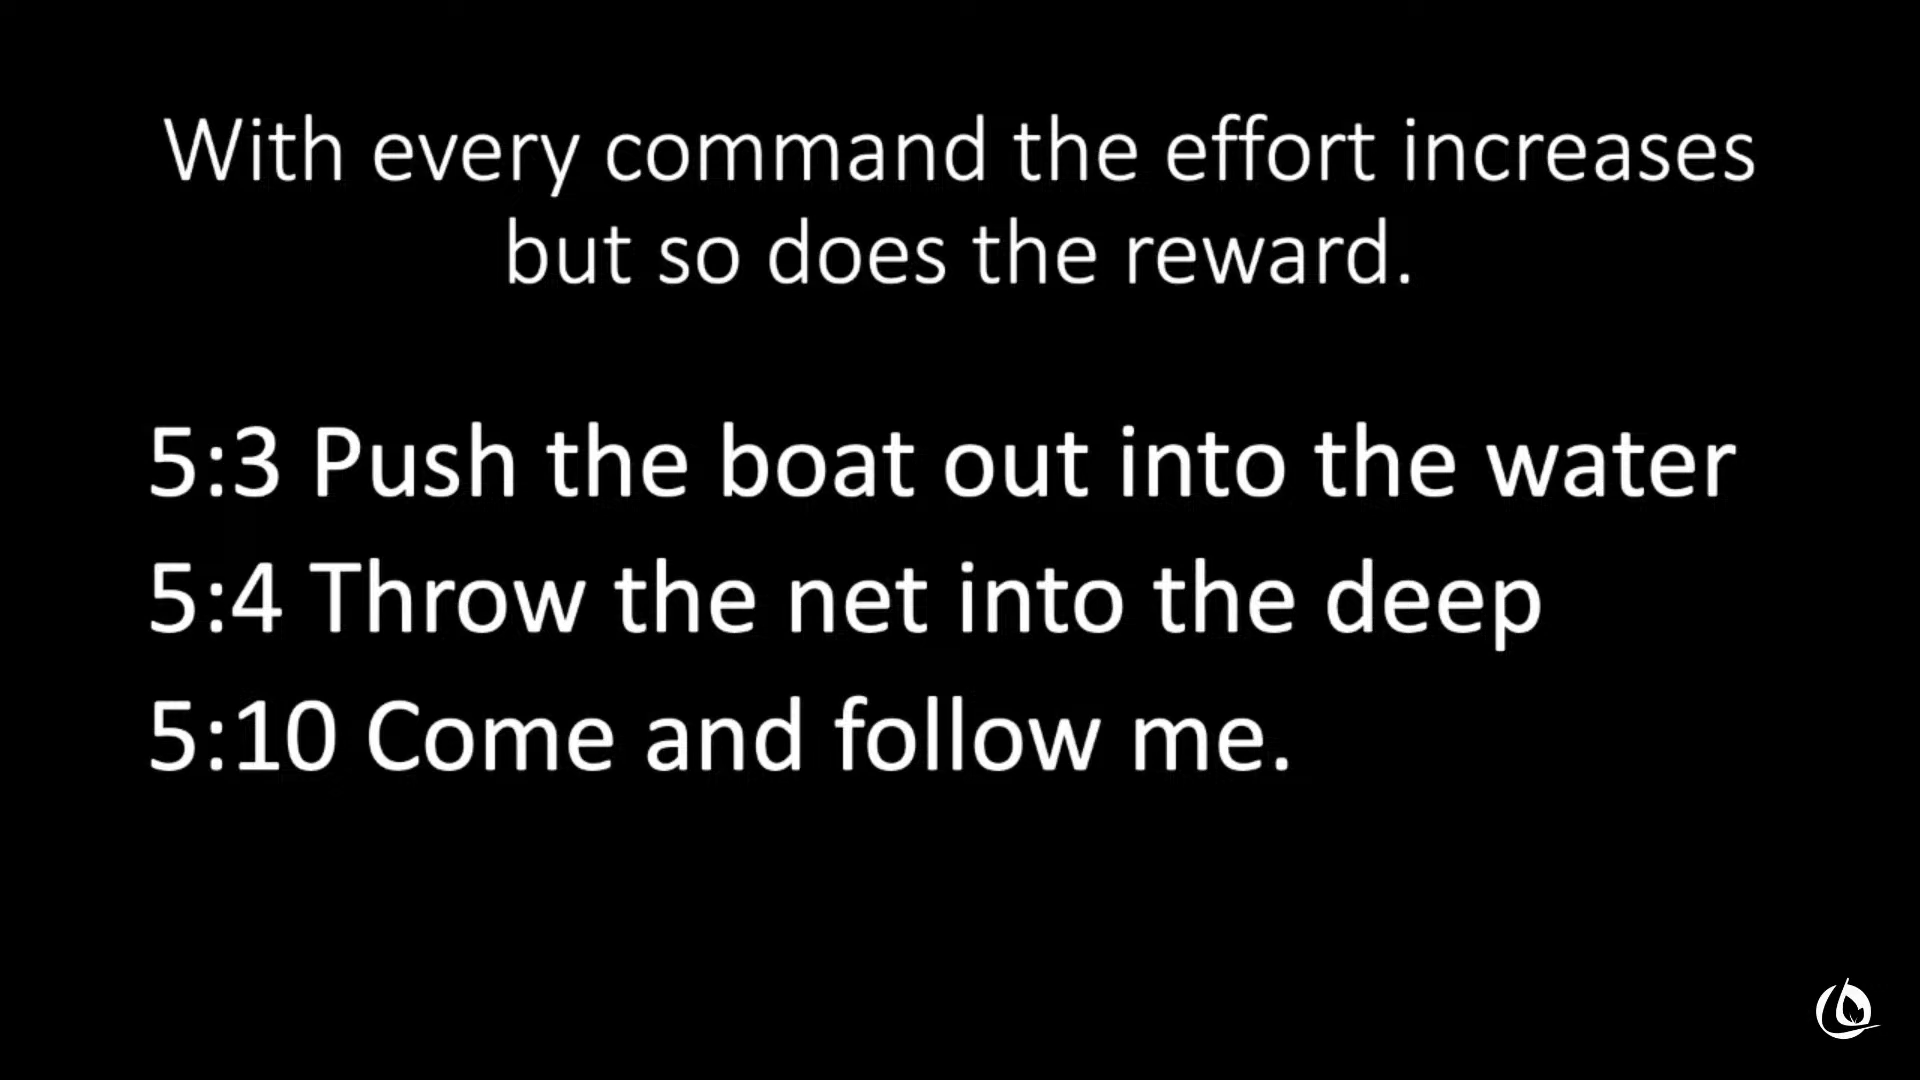 With every command the effort increases
but so does the reward.
5:3 Push the boat out into the water
5:4 Throw the net into the deep
5:10 Come and follow me.